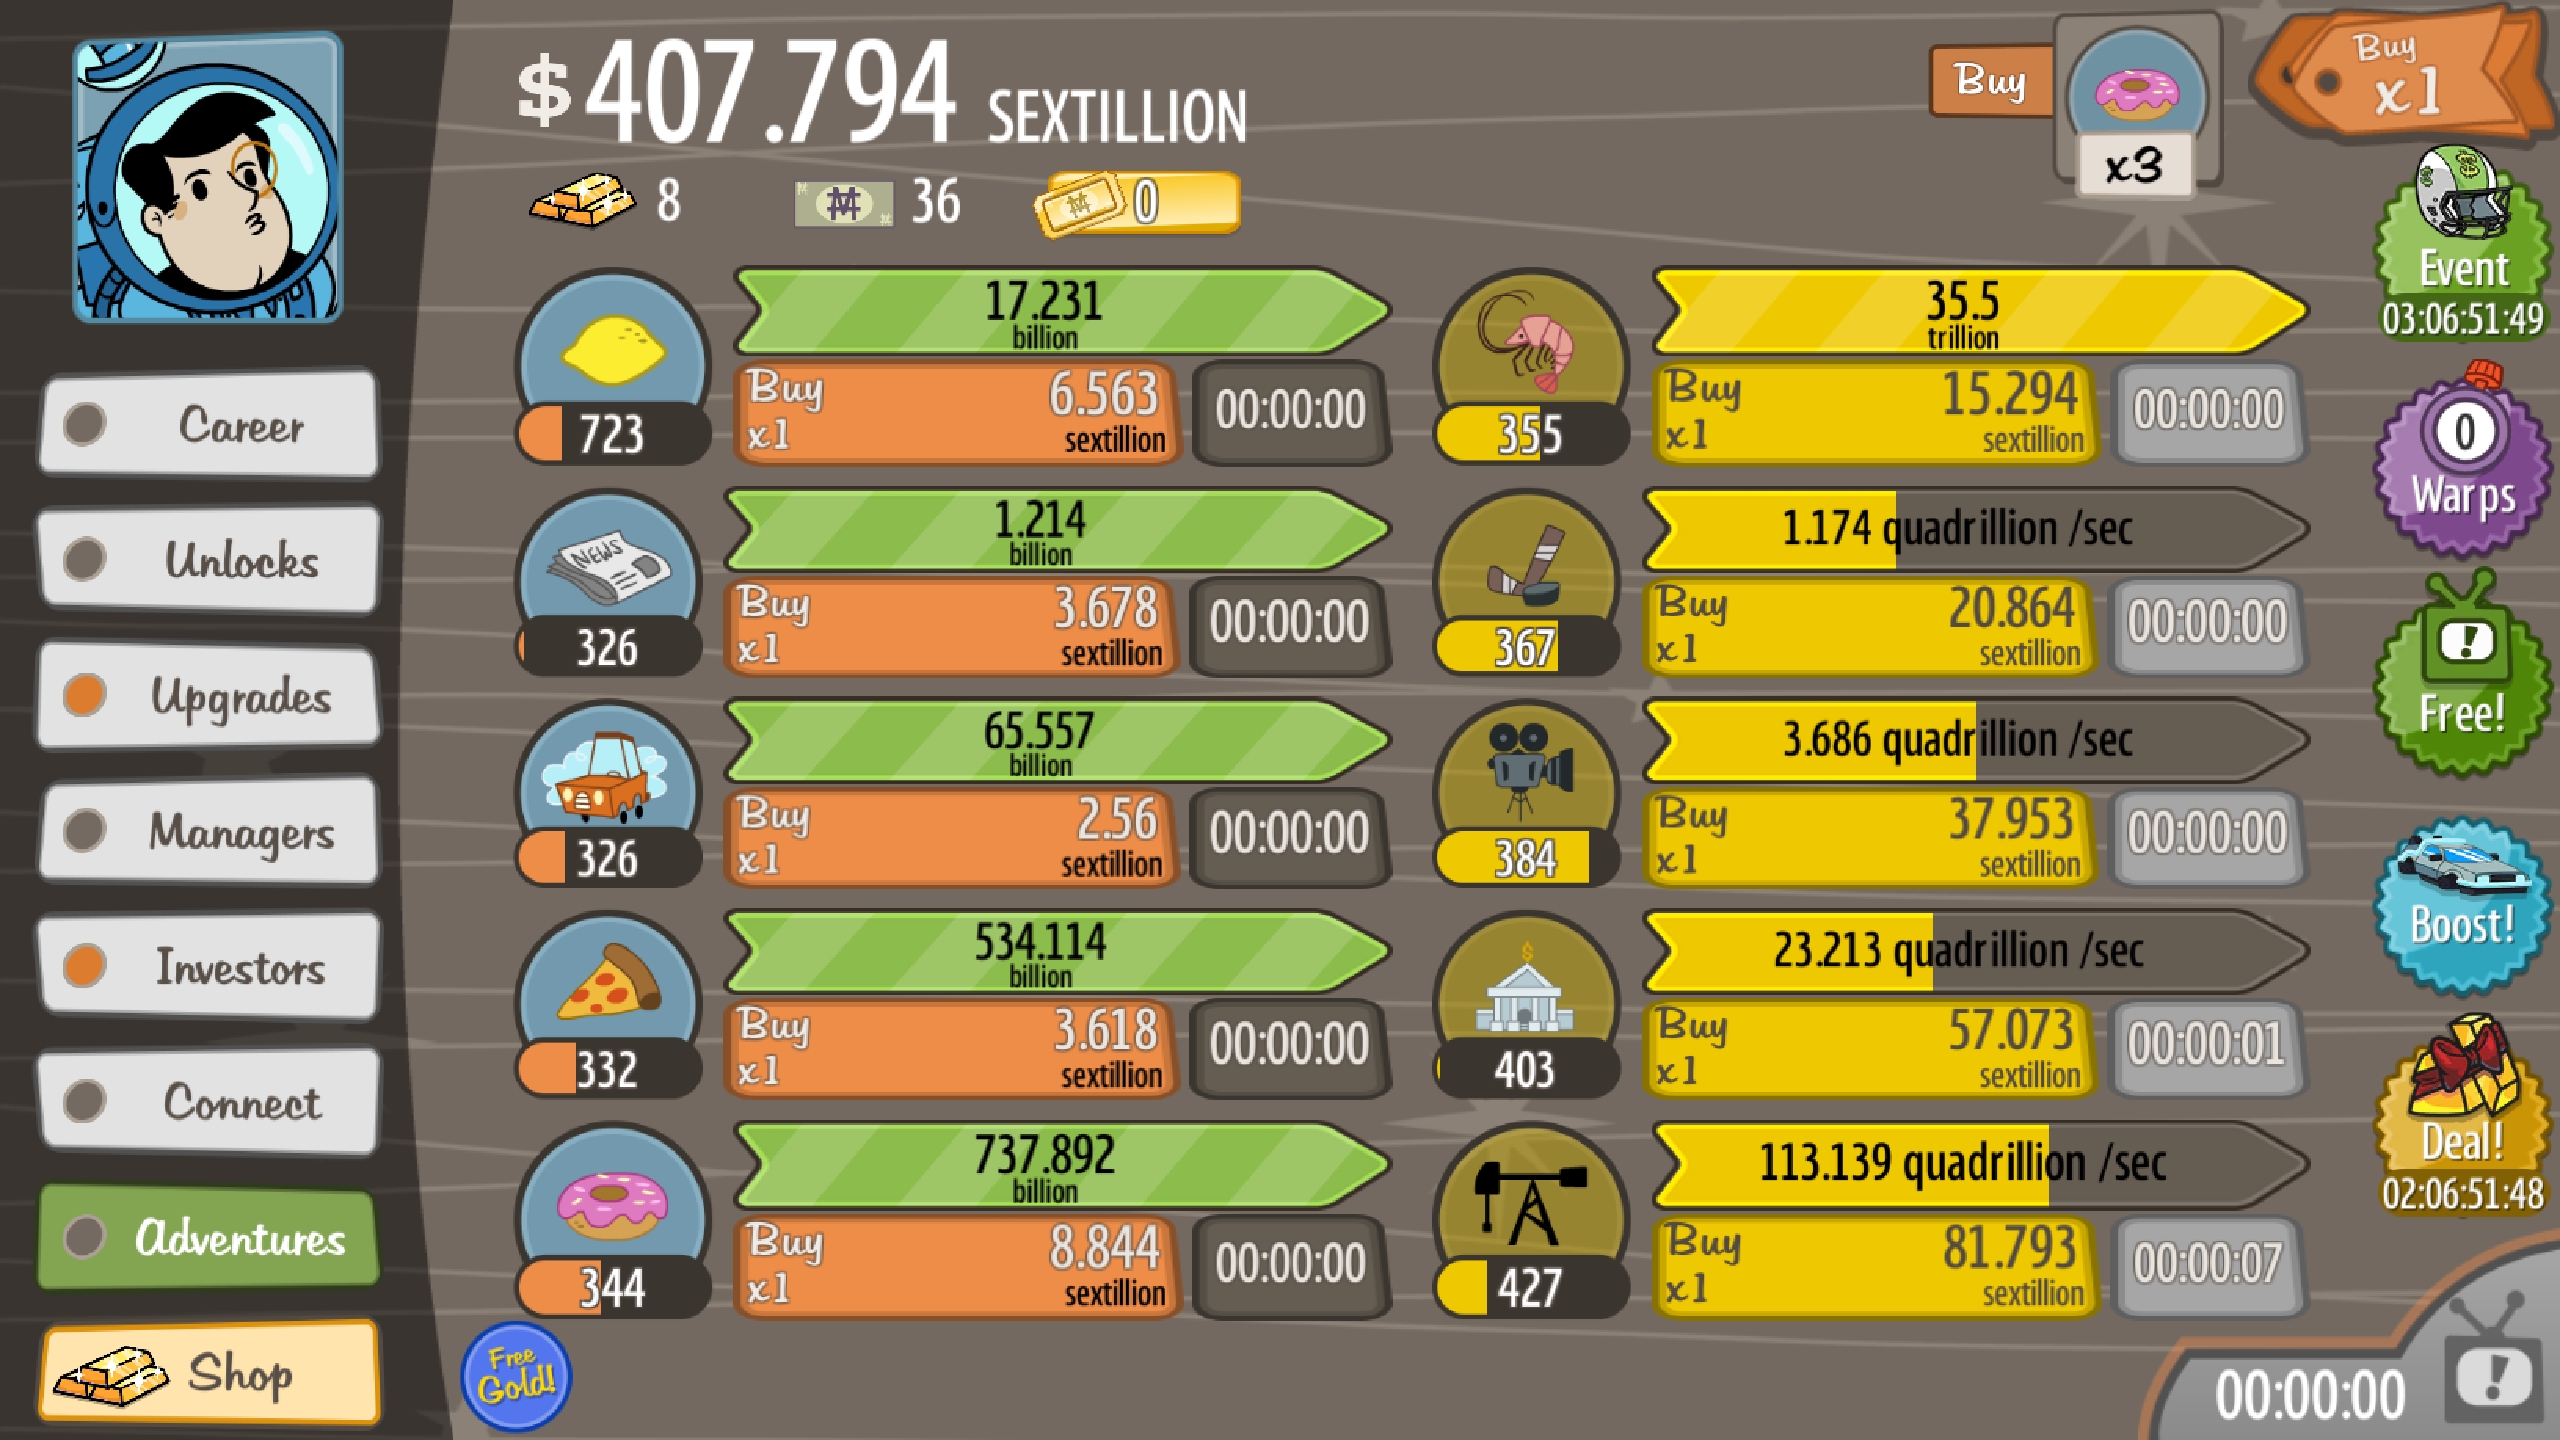 $407.794 SEXTILLION
8
36
0
Buy
x3
Buy
x1
Career
Unlocks
Upgrades
Managers
Investors
Connect
Adventures
Shop
17.231
billion
723
Buy
x1
6.563
sextillion
00:00:00
NEWS
1.214
billion
326
Buy
x1
3.678
sextillion
00:00:00
65.557
billion
326
Buy
x1
2.56
sextillion
00:00:00
534.114
billion
332
Buy
x1
3.618
sextillion
00:00:00
737.892
billion
344
Buy
x1
8.844
sextillion
00:00:00
35.5
trillion
355
Buy
x1
15.294
sextillion
00:00:00
1.174 quadrillion /sec
367
Buy
x1
20.864
sextillion
00:00:00
3.686 quadrillion /sec
384
Buy
x1
37.953
sextillion
00:00:00
23.213 quadrillion /sec
403
Buy
x1
57.073
sextillion
00:00:01
113.139 quadrillion /sec
427
Buy
x1
81.793
sextillion
00:00:07
Event
03:06:51:49
0
Warps
!
Free!
Boost!
Deal!
02:06:51:48
Free
Gold!
00:00:00
!